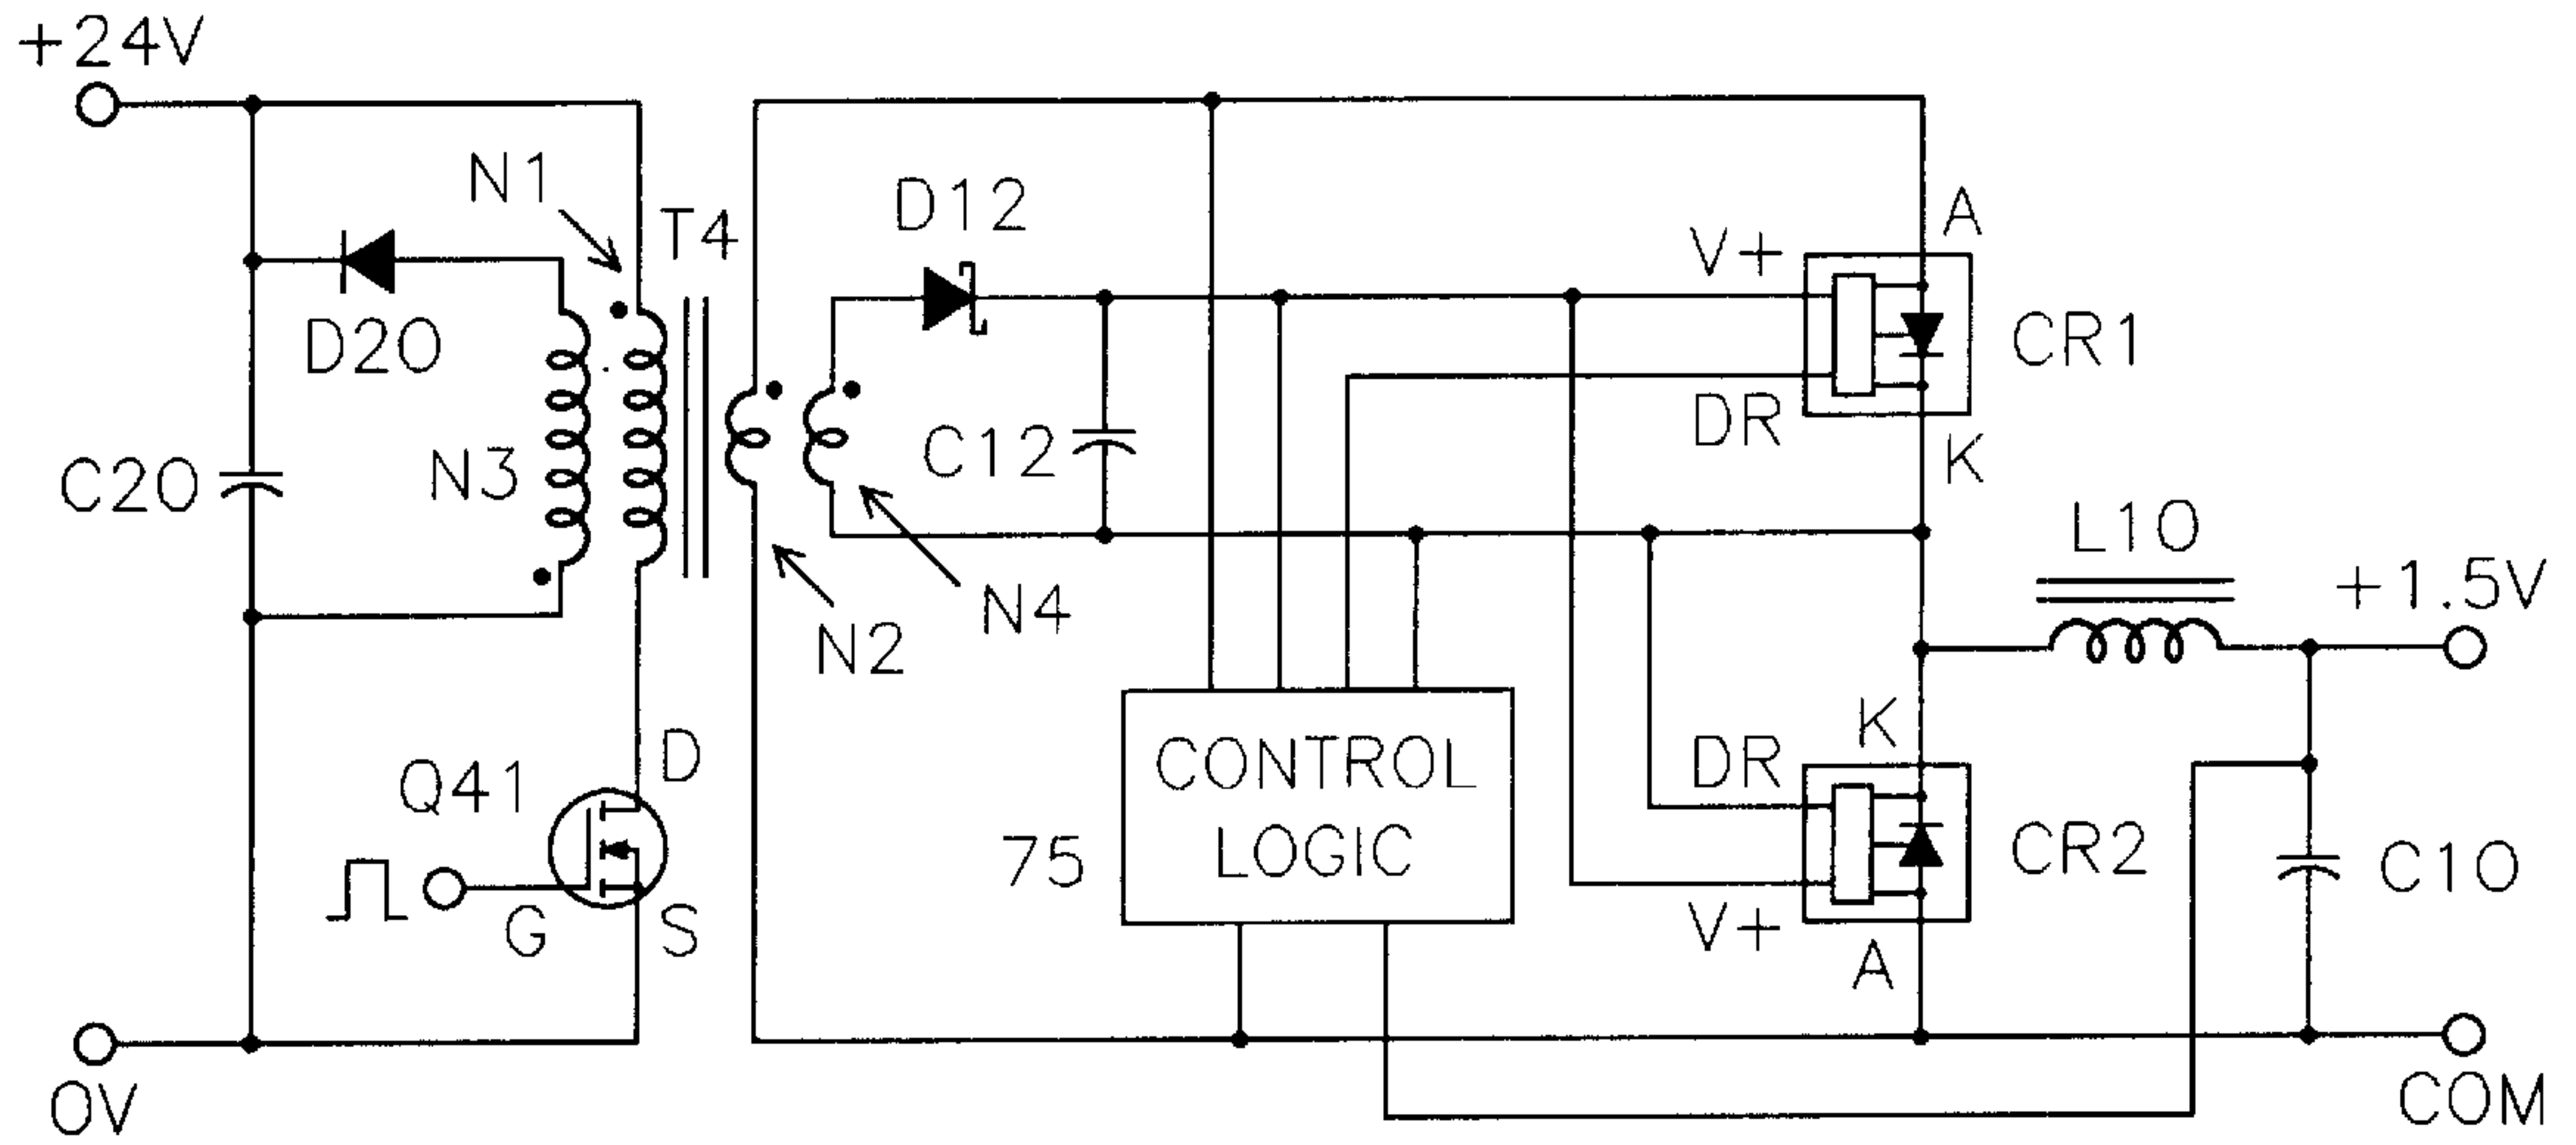 +24V
N1
T4
D12
A
V+
D20
CR1
DR
C12
K
C20
N3
L10
+1.5V
N4
N2
K
D
DR
CONTROL
LOGIC
Q41
75
CR2
C10
G
S
V+
A
0V
COM